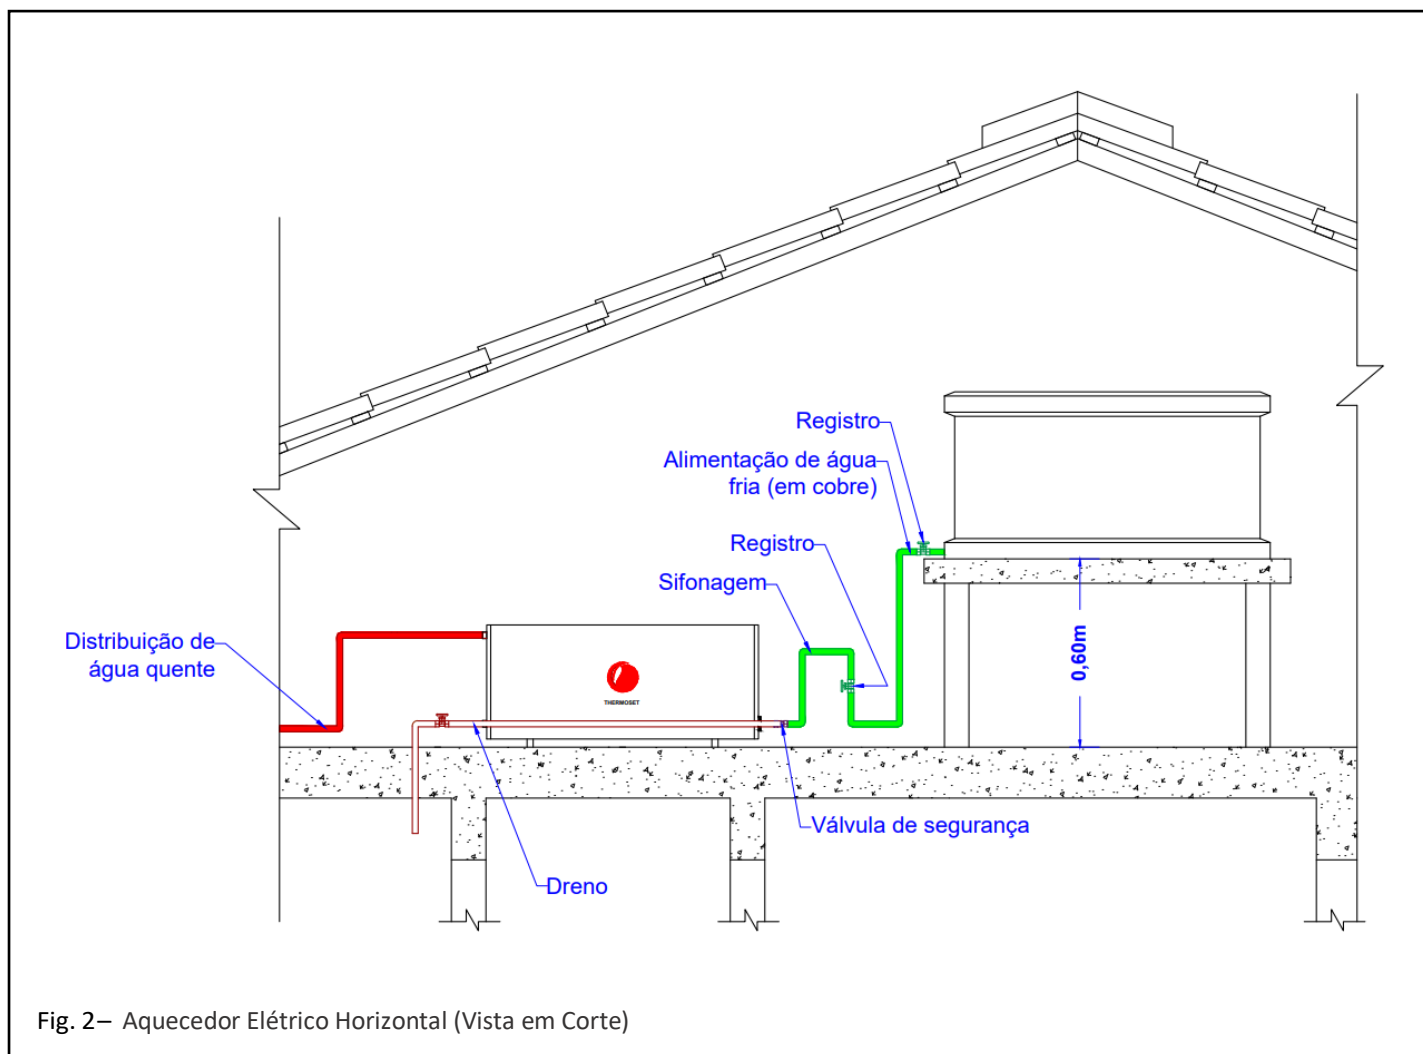 Registro
Alimentação de água
fria (em cobre)
Registro
Sifonagem
Distribuição de
água quente
0,60m
THERMOSET
Válvula de segurança
Dreno
Fig. 2– Aquecedor Elétrico Horizontal (Vista em Corte)